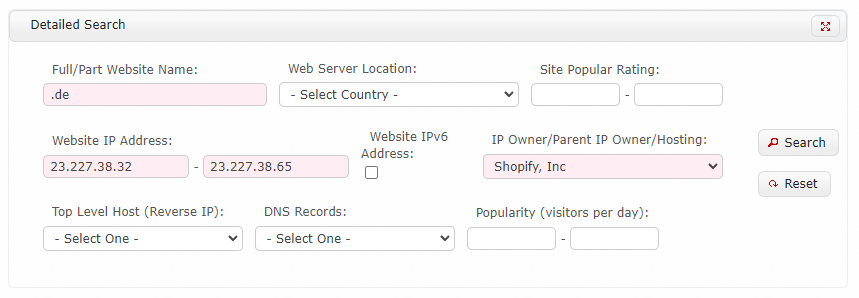 Detailed Search
Full/Part Website Name:
Web Server Location:
Site Popular Rating:
.de
- Select Country -
-
Website IP Address:
Website IPv6
Address:
IP Owner/Parent IP Owner/Hosting:
23.227.38.32 - 23.227.38.65
Shopify, Inc
Search
Reset
Top Level Host (Reverse IP):
DNS Records:
Popularity (visitors per day):
- Select One -
- Select One -
-